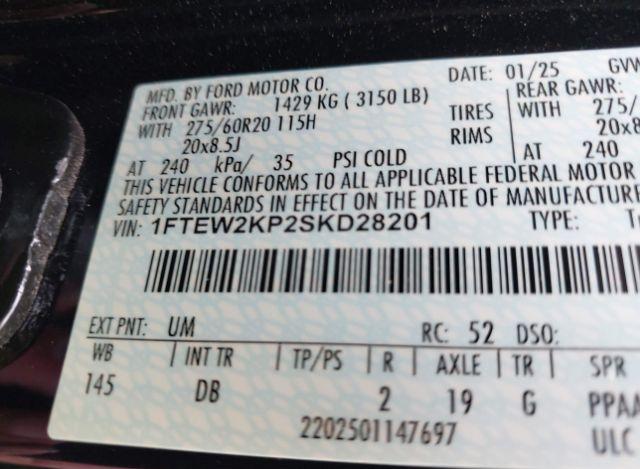 MFD. BY FORD MOTOR CO. DATE: 01/25 GVW
FRONT GAWR: 1429 KG ( 3150 LB) REAR GAWR:
WITH 275/60R20 115H TIRES WITH 275/
20x8.5J RIMS 20x8
AT 240 kPa/ 35 PSI COLD AT 240
THIS VEHICLE CONFORMS TO ALL APPLICABLE FEDERAL MOTOR
SAFETY STANDARDS IN EFFECT ON THE DATE OF MANUFACTURE
VIN: 1FTEW2KP2SKD28201 TYPE:
EXT PNT: UM RC: 52 DSO:
WB INT TR TP/PS R AXLE TR SPR
145 DB 2 19 G PPAA
2202501147697 ULC